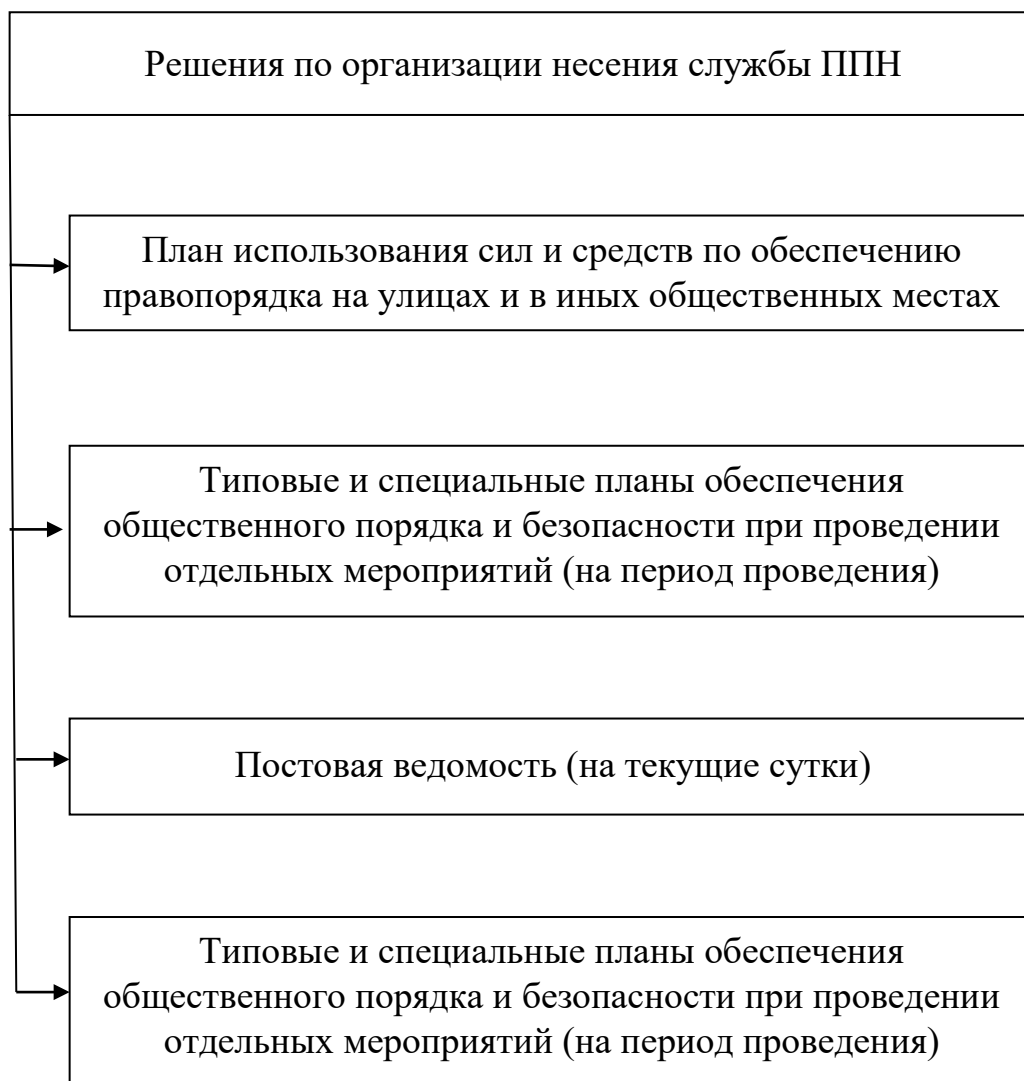 Решения по организации несения службы ППН
План использования сил и средств по обеспечению
правопорядка на улицах и в иных общественных местах
Типовые и специальные планы обеспечения
общественного порядка и безопасности при проведении
отдельных мероприятий (на период проведения)
Постовая ведомость (на текущие сутки)
Типовые и специальные планы обеспечения
общественного порядка и безопасности при проведении
отдельных мероприятий (на период проведения)